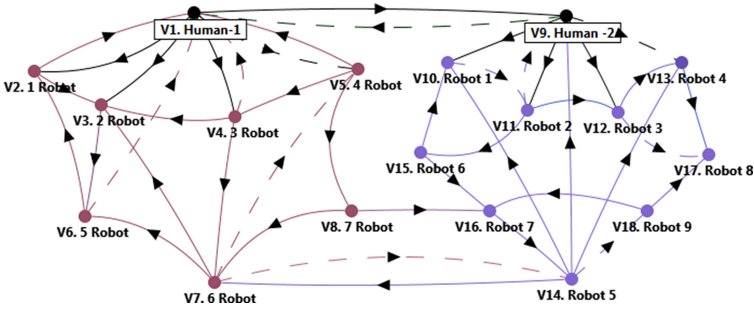 V1. Human-1
V9. Human -2
V2. 1 Robot
V5. 4 Robot
V10. Robot 1
V13. Robot 4
V3. 2 Robot
V4. 3 Robot
V11. Robot 2
V12. Robot 3
V15. Robot 6
V17. Robot 8
V6. 5 Robot
V8. 7 Robot
V16. Robot 7
V18. Robot 9
V7. 6 Robot
V14. Robot 5